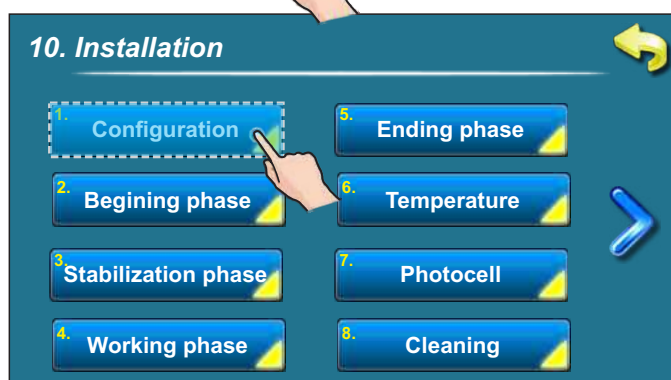 10. Installation
1. Configuration
2. Begining phase
3. Stabilization phase
4. Working phase
5. Ending phase
6. Temperature
7. Photocell
8. Cleaning